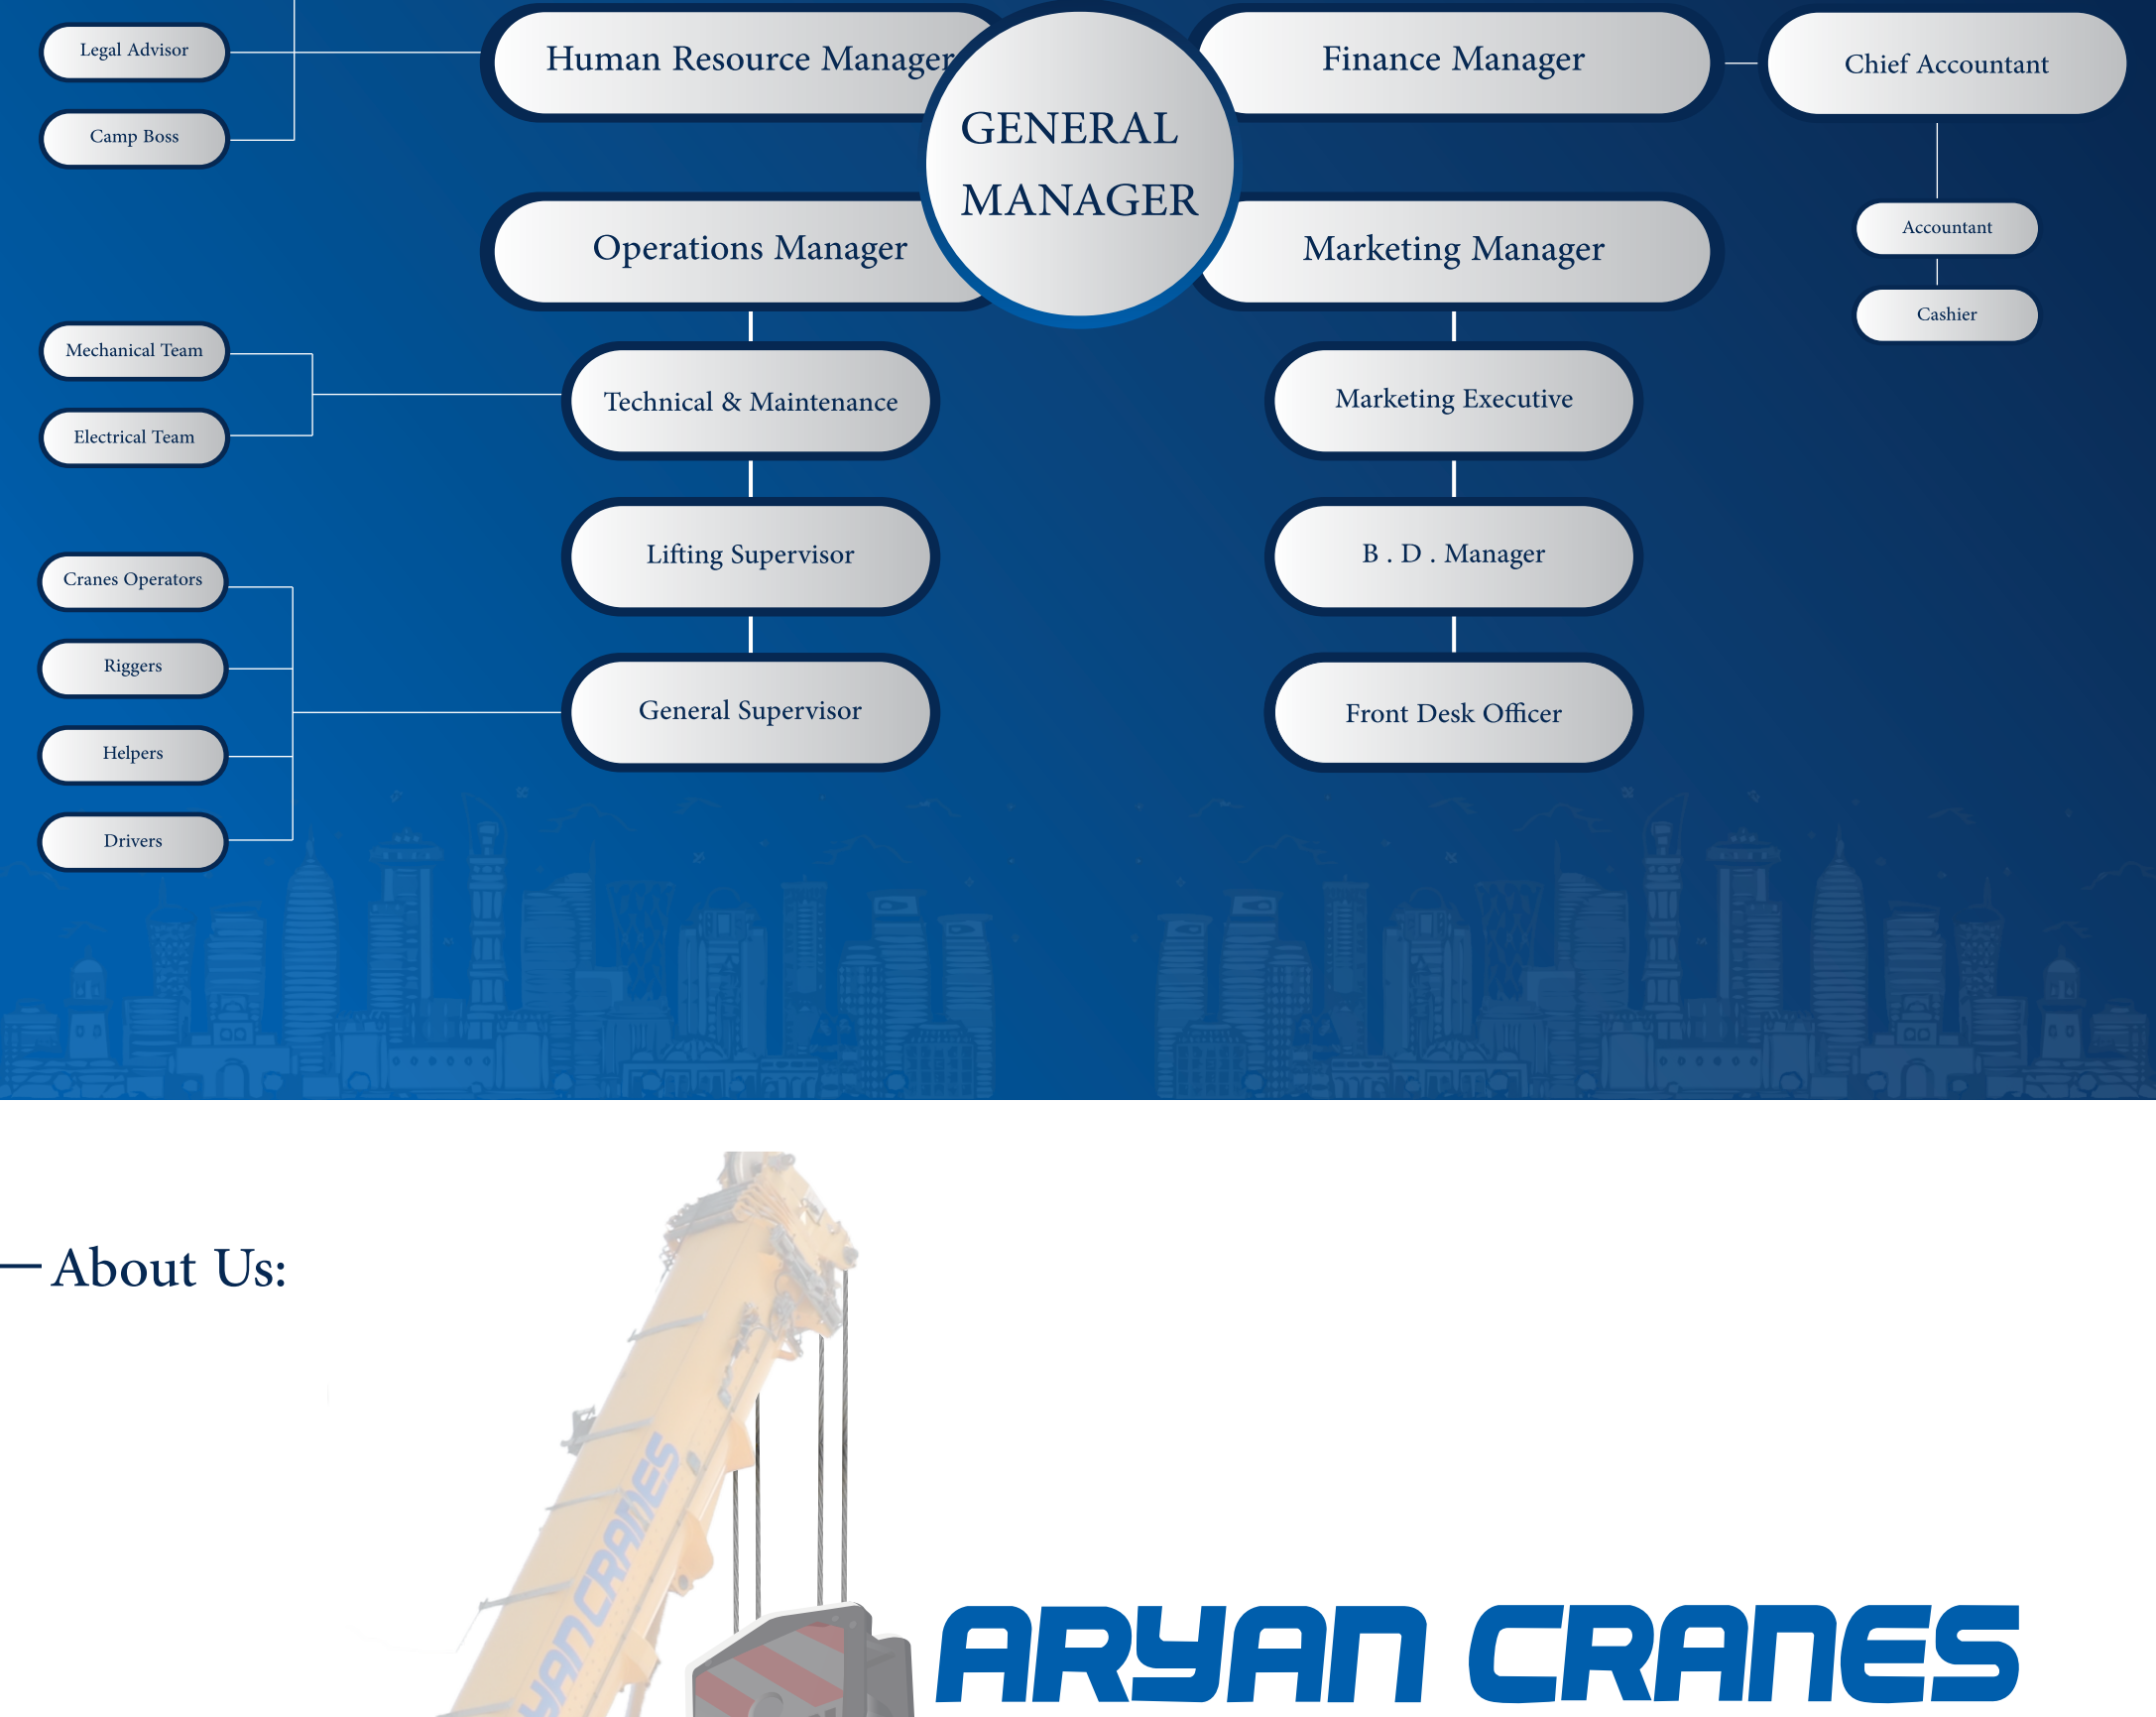 Legal Advisor
Camp Boss
Human Resource Manager
GENERAL
MANAGER
Finance Manager
Chief Accountant
Accountant
Cashier
Operations Manager
Marketing Manager
Mechanical Team
Electrical Team
Technical & Maintenance
Marketing Executive
Lifting Supervisor
B . D . Manager
Cranes Operators
Riggers
Helpers
Drivers
General Supervisor
Front Desk Officer
About Us:
YAN CRANES
ARYAN CRANES